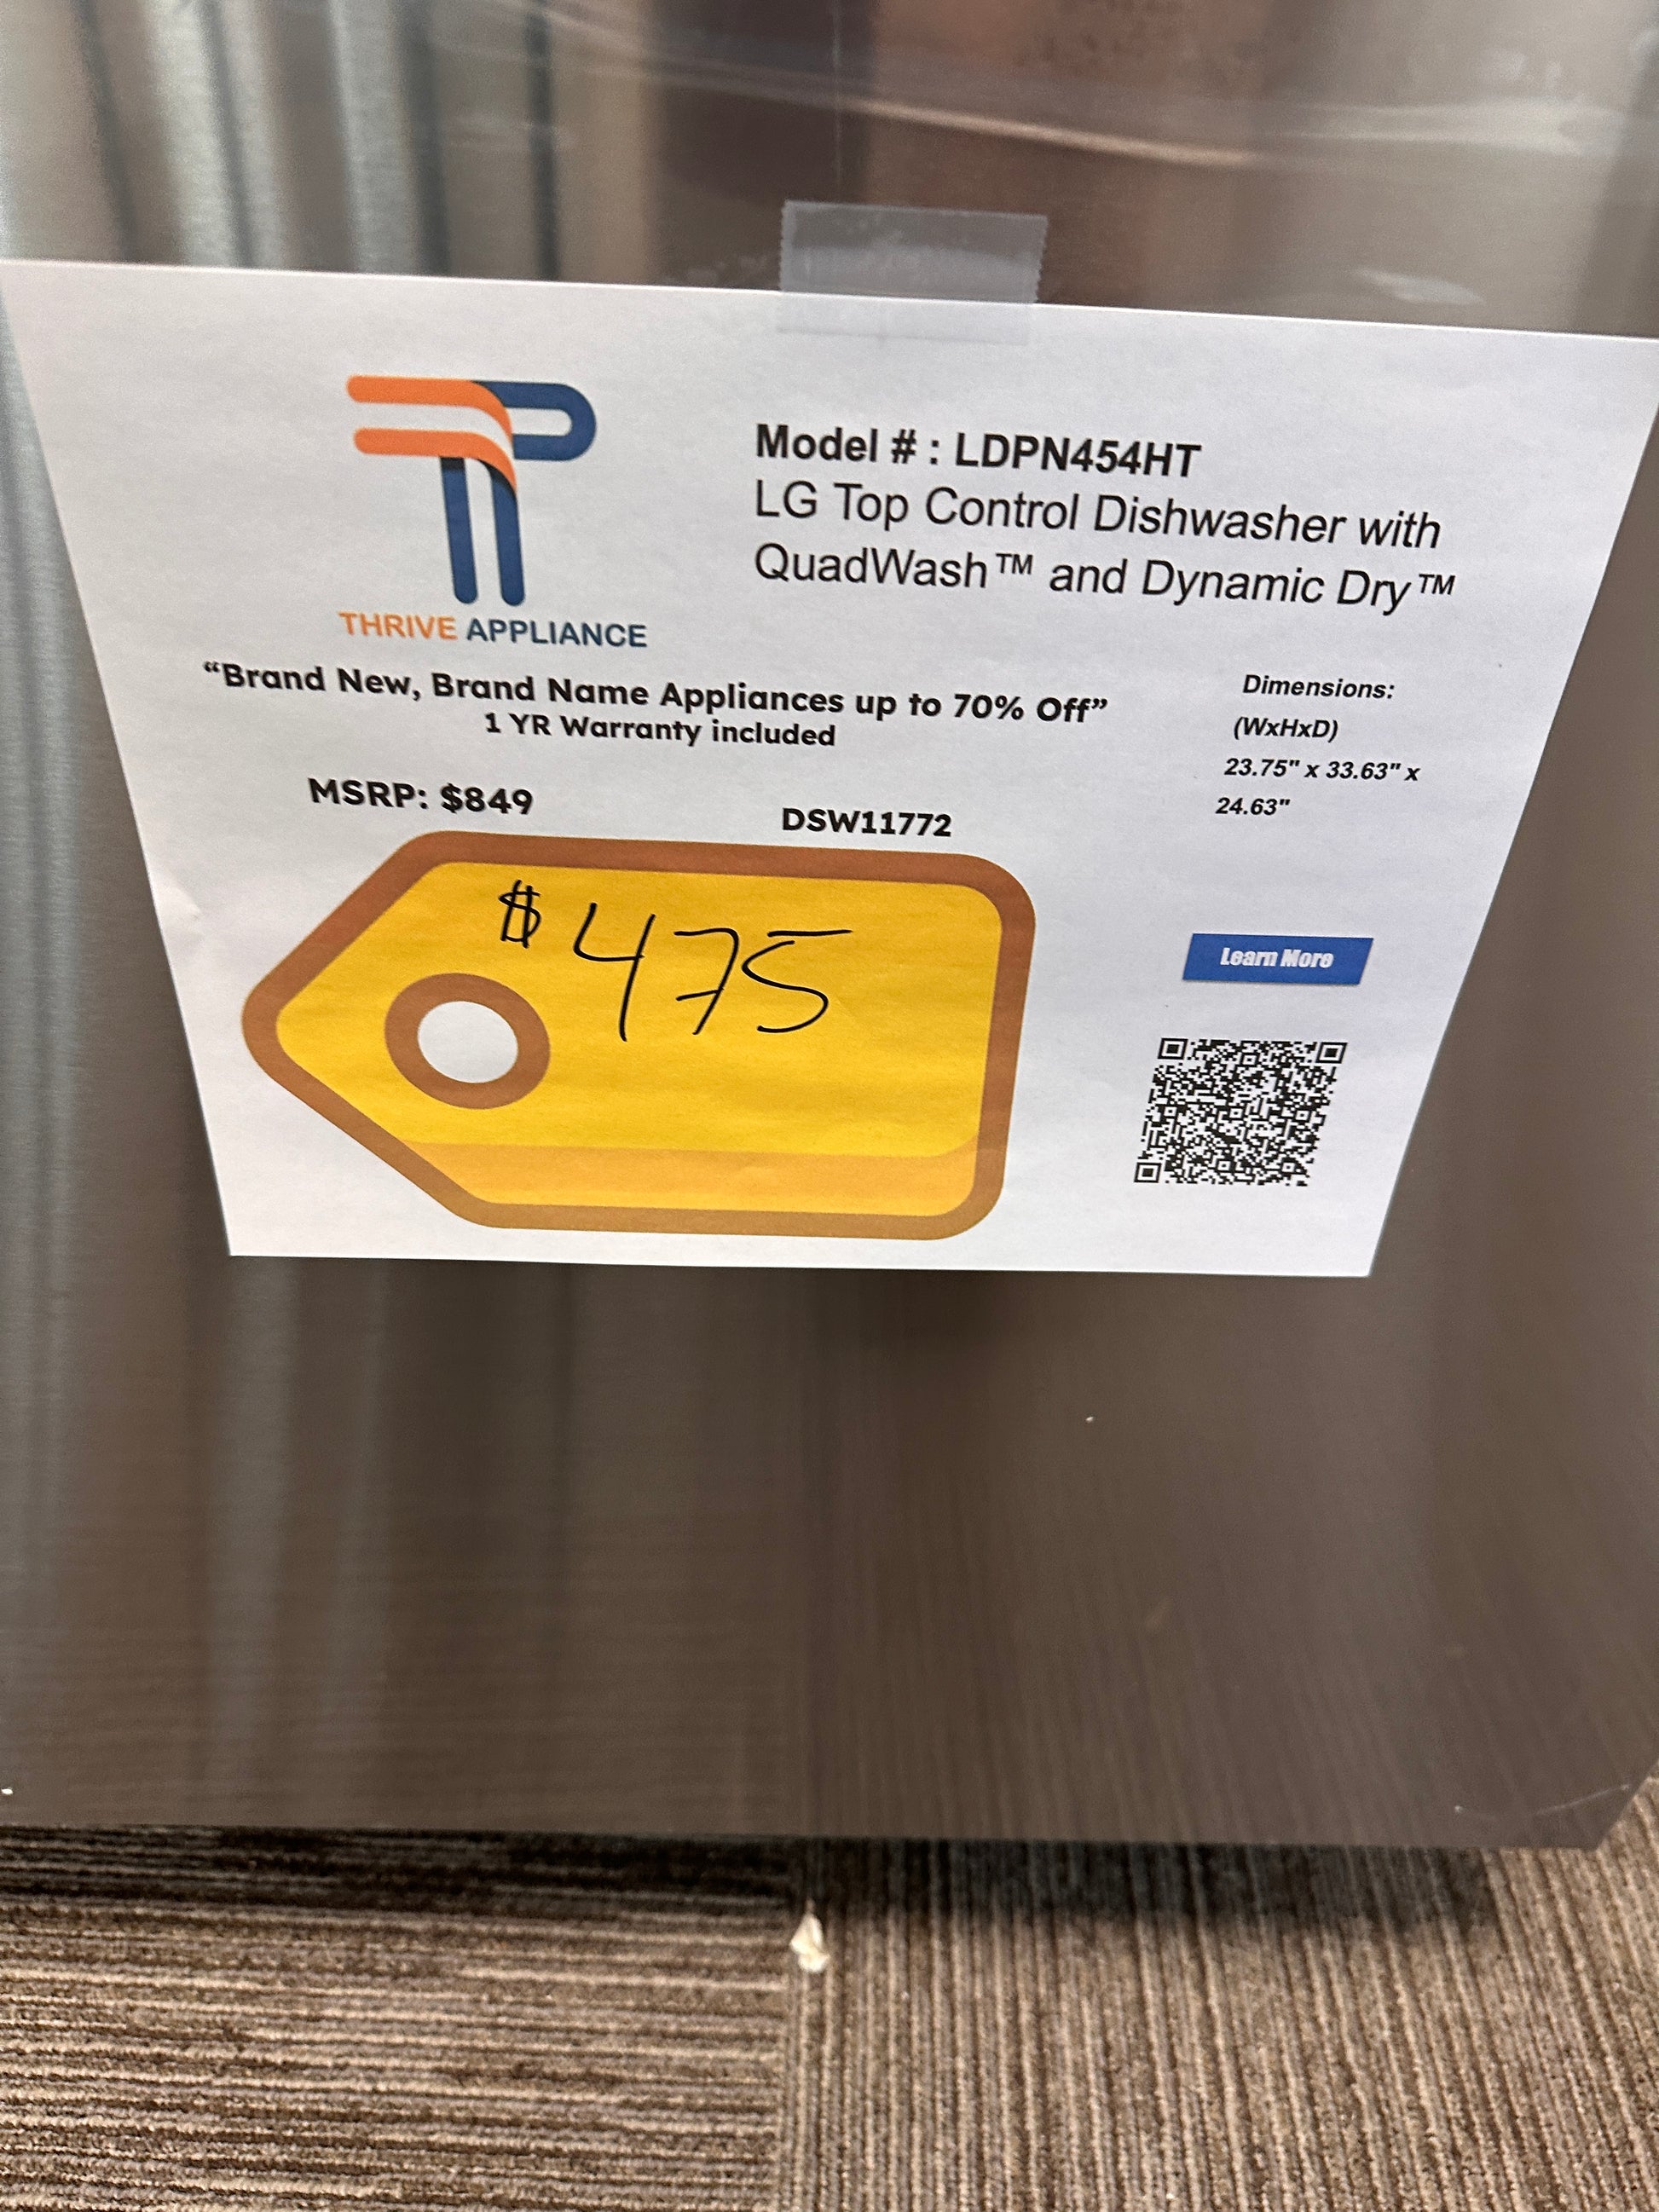 Model # : LDPN454HT
LG Top Control Dishwasher with
QuadWash™ and Dynamic Dry™
THRIVE APPLIANCE
“Brand New, Brand Name Appliances up to 70% Off”
1 YR Warranty included
Dimensions:
(WxHxD)
23.75" x 33.63" x
24.63"
MSRP: $849
DSW11772
$475
Learn More